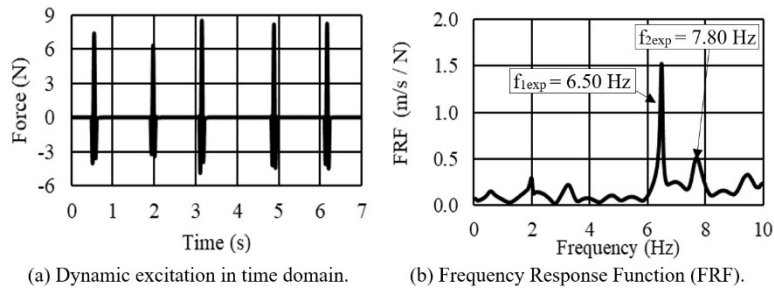 9
6
3
0
-3
-6
Force (N)
0 1 2 3 4 5 6 7
Time (s)
(a) Dynamic excitation in time domain.
2.0
1.5
1.0
0.5
0.0
FRF (m/s / N)
f2exp = 7.80 Hz
f1exp = 6.50 Hz
0 2 4 6 8 10
Frequency (Hz)
(b) Frequency Response Function (FRF).